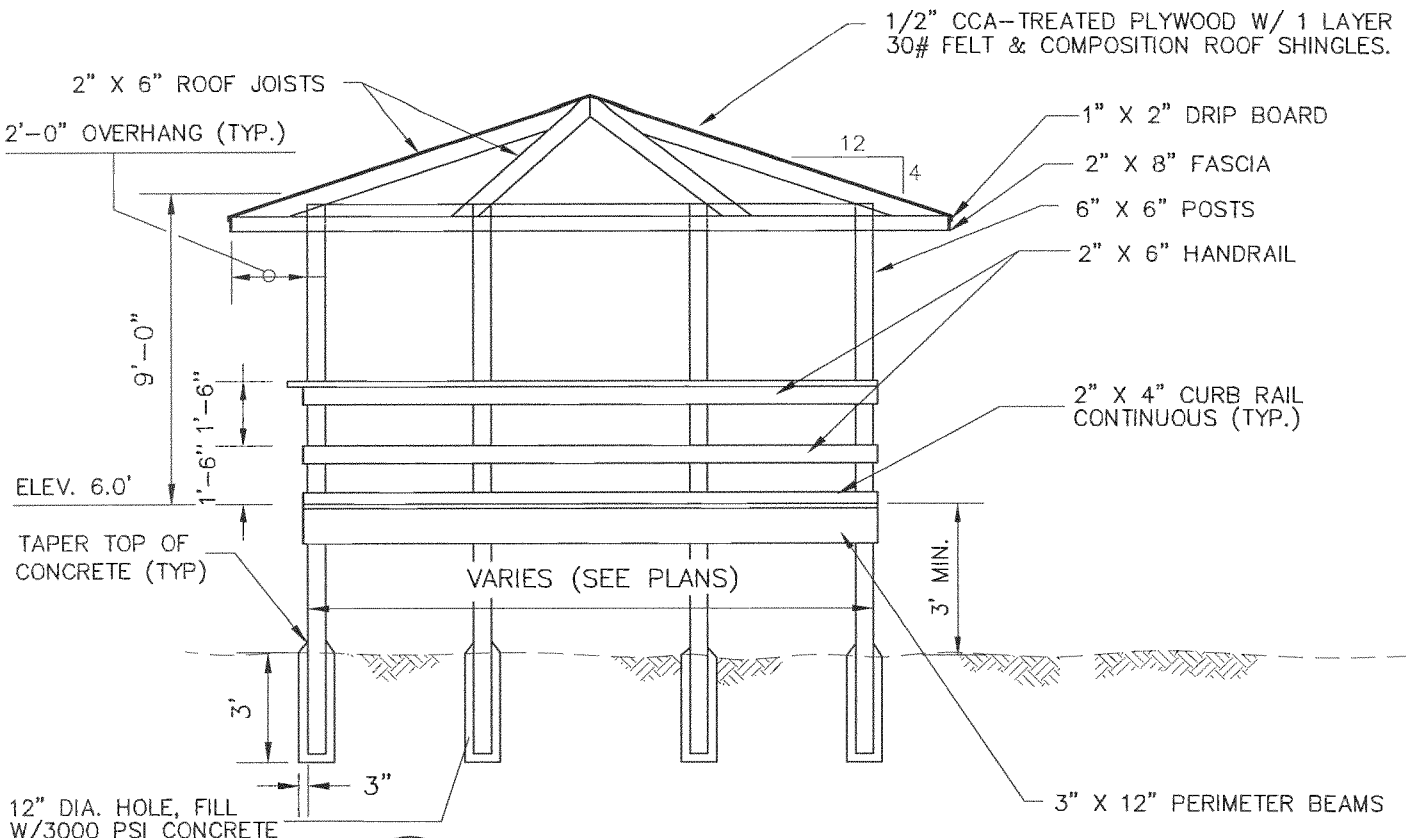 1/2" CCA-TREATED PLYWOOD W/ 1 LAYER
30# FELT & COMPOSITION ROOF SHINGLES.
2" X 6" ROOF JOISTS
2'-0" OVERHANG (TYP.)
1" X 2" DRIP BOARD
12
4
2" X 8" FASCIA
6" X 6" POSTS
2" X 6" HANDRAIL
9'-0"
1'-6"
1'-6"
2" X 4" CURB RAIL
CONTINUOUS (TYP.)
ELEV. 6.0'
TAPER TOP OF
CONCRETE (TYP)
VARIES (SEE PLANS)
3' MIN.
3'
3"
12" DIA. HOLE, FILL
W/3000 PSI CONCRETE
3" X 12" PERIMETER BEAMS